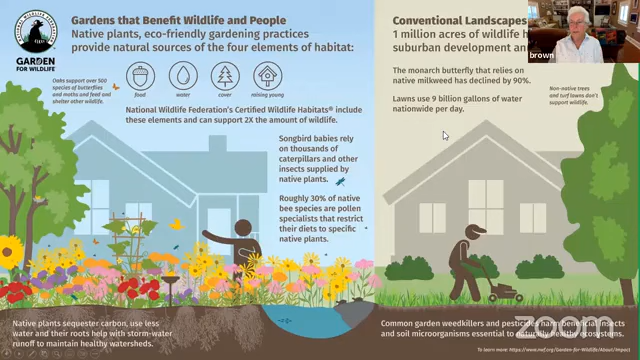 Gardens that Benefit Wildlife and People
Native plants, eco-friendly gardening practices
provide natural sources of the four elements of habitat:
GARDEN
FOR WILDLIFE
Oaks support over 500
species of butterflies
and moths and feed and
shelter other wildlife.
food
water
cover
raising young
National Wildlife Federation's Certified Wildlife Habitats® include
these elements and can support 2X the amount of wildlife.
Songbird babies rely
on thousands of
caterpillars and other
insects supplied by
native plants.
Roughly 30% of native
bee species are pollen
specialists that restrict
their diets to specific
native plants.
Native plants sequester carbon, use less
water and their roots help with storm-water
runoff to maintain healthy watersheds.
Conventional Landscapes
1 million acres of wildlife h
suburban development an
brown
The monarch butterfly that relies on
native milkweed has declined by 90%.
Lawns use 9 billion gallons of water
nationwide per day.
Non-native trees
and turf lawns don't
support wildlife.
zoom
Common garden weedkillers and pesticides harm beneficial insects
and soil microorganisms essential to naturally healthy ecosystems.
To learn more: https://www.nwf.org/Garden-for-Wildlife/About/Impact